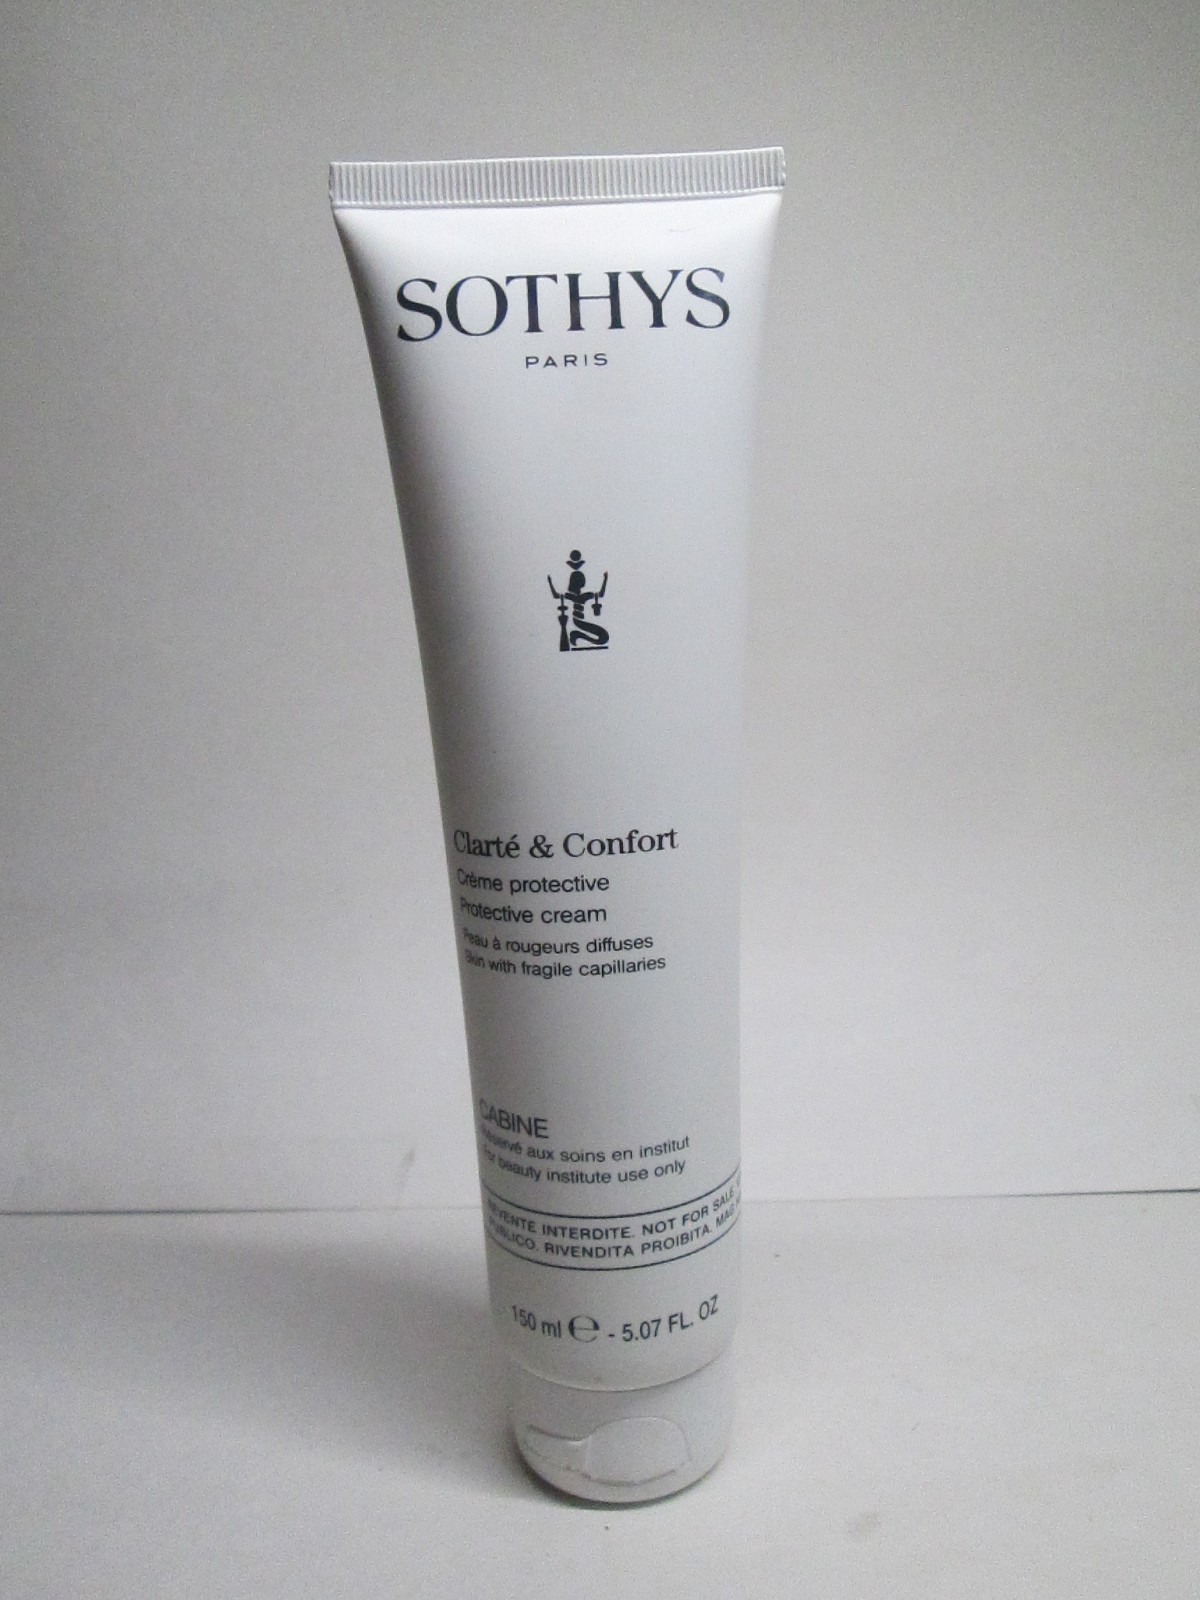 SOTHYS
PARIS
Clarté & Confort
Crème protective
Protective cream
Peau à rougeurs diffuses
Skin with fragile capillaries
CABINE
Réservé aux soins en institut
For beauty institute use only
REVENTE INTERDITE. NOT FOR SALE.
PUBLICO. RIVENDITA PROIBITA.
150 ml e - 5.07 FL. OZ